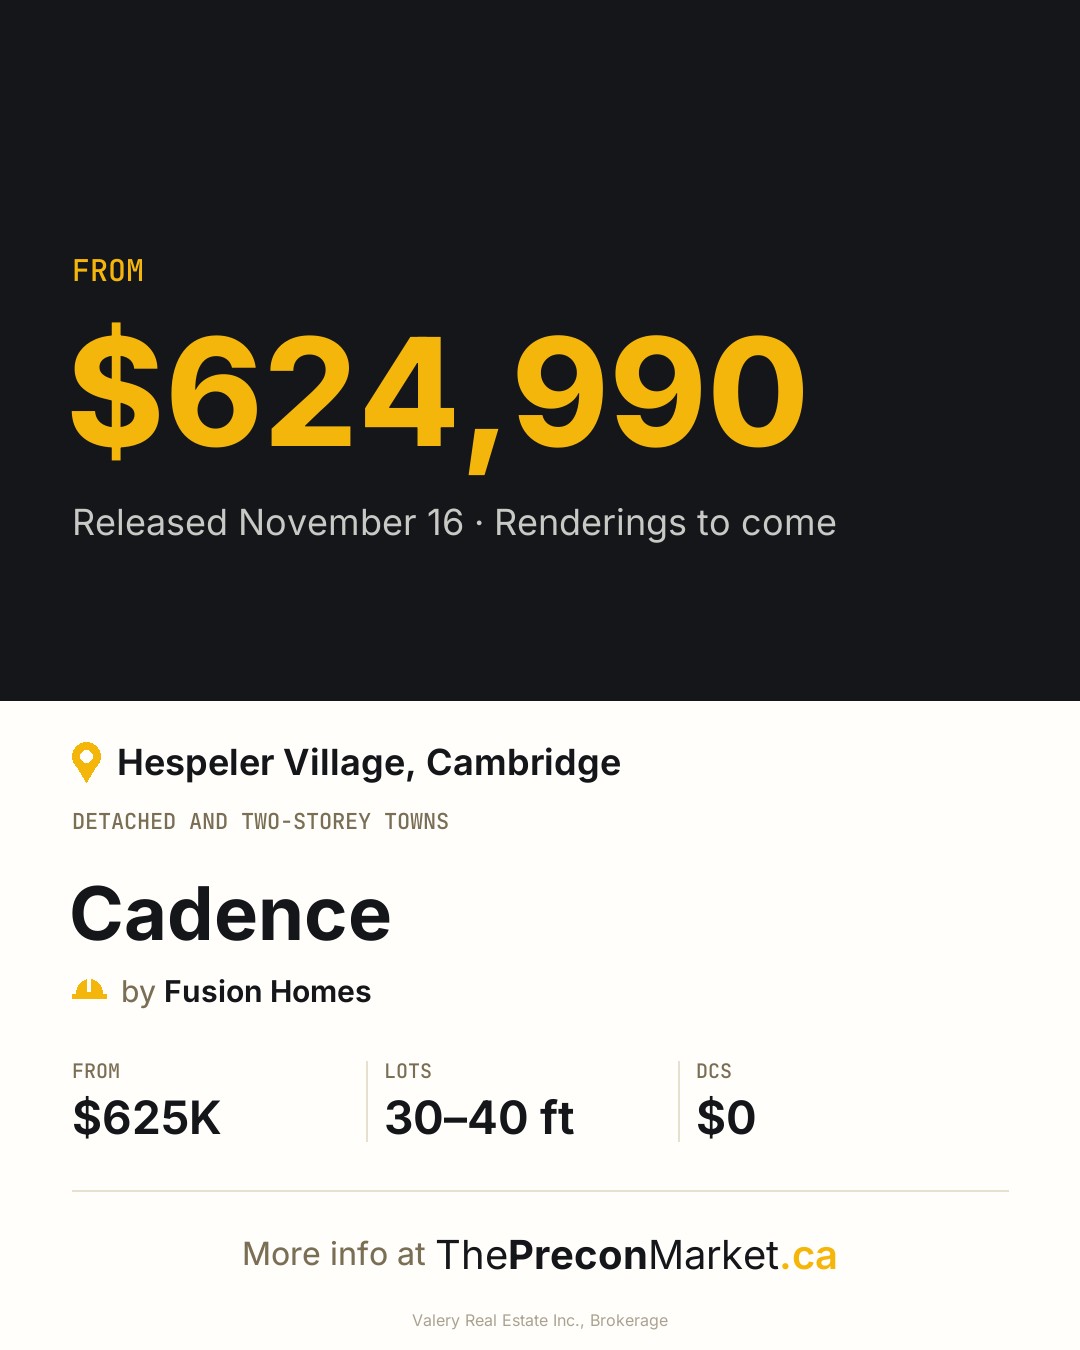 FROM
$624,990
Released November 16 · Renderings to come
Hespeler Village, Cambridge
DETACHED AND TWO-STOREY TOWNS
Cadence
by Fusion Homes
FROM
$625K
LOTS
30–40 ft
DCS
$0
More info at ThePreconMarket.ca
Valery Real Estate Inc., Brokerage